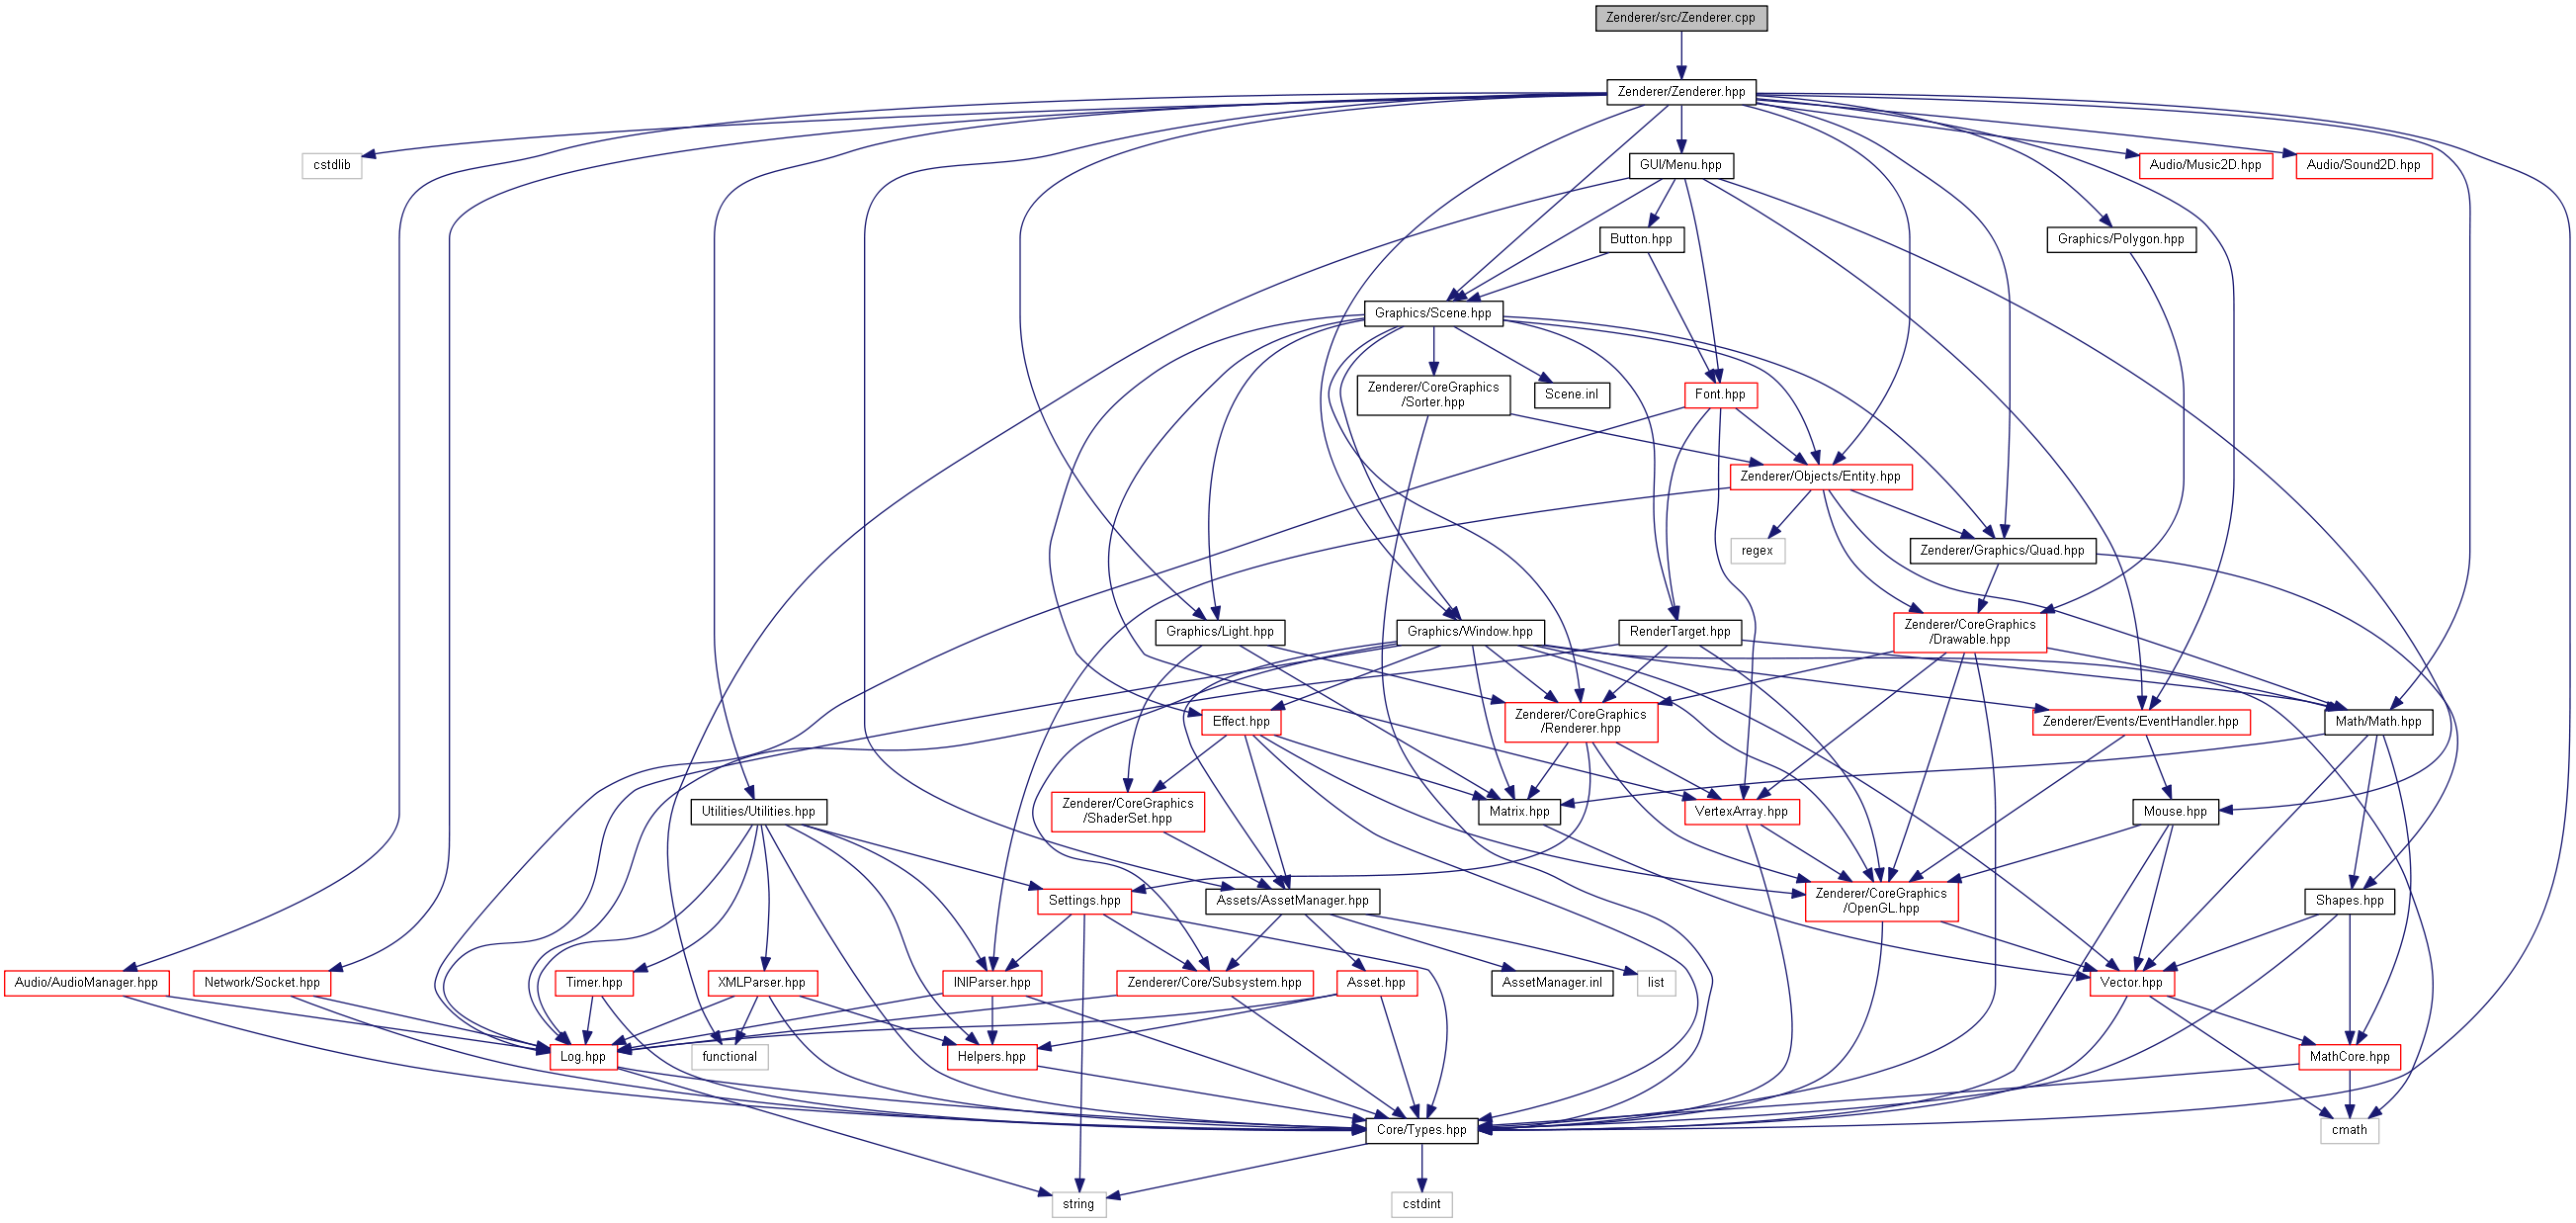 Zenderer/src/Zenderer.cpp
Zenderer/Zenderer.hpp
cstdlib
GUI/Menu.hpp
Audio/Music2D.hpp
Audio/Sound2D.hpp
Button.hpp
Graphics/Polygon.hpp
Graphics/Scene.hpp
Zenderer/CoreGraphics
/Sorter.hpp
Scene.inl
Font.hpp
Zenderer/Objects/Entity.hpp
regex
Zenderer/Graphics/Quad.hpp
Graphics/Light.hpp
Graphics/Window.hpp
RenderTarget.hpp
Zenderer/CoreGraphics
/Drawable.hpp
Effect.hpp
Zenderer/CoreGraphics
/Renderer.hpp
Zenderer/Events/EventHandler.hpp
Math/Math.hpp
Utilities/Utilities.hpp
Zenderer/CoreGraphics
/ShaderSet.hpp
Matrix.hpp
VertexArray.hpp
Mouse.hpp
Settings.hpp
Assets/AssetManager.hpp
Zenderer/CoreGraphics
/OpenGL.hpp
Shapes.hpp
Audio/AudioManager.hpp
Network/Socket.hpp
Timer.hpp
XMLParser.hpp
INIParser.hpp
Zenderer/Core/Subsystem.hpp
Asset.hpp
AssetManager.inl
list
Vector.hpp
Log.hpp
functional
Helpers.hpp
MathCore.hpp
Core/Types.hpp
cmath
string
cstdint